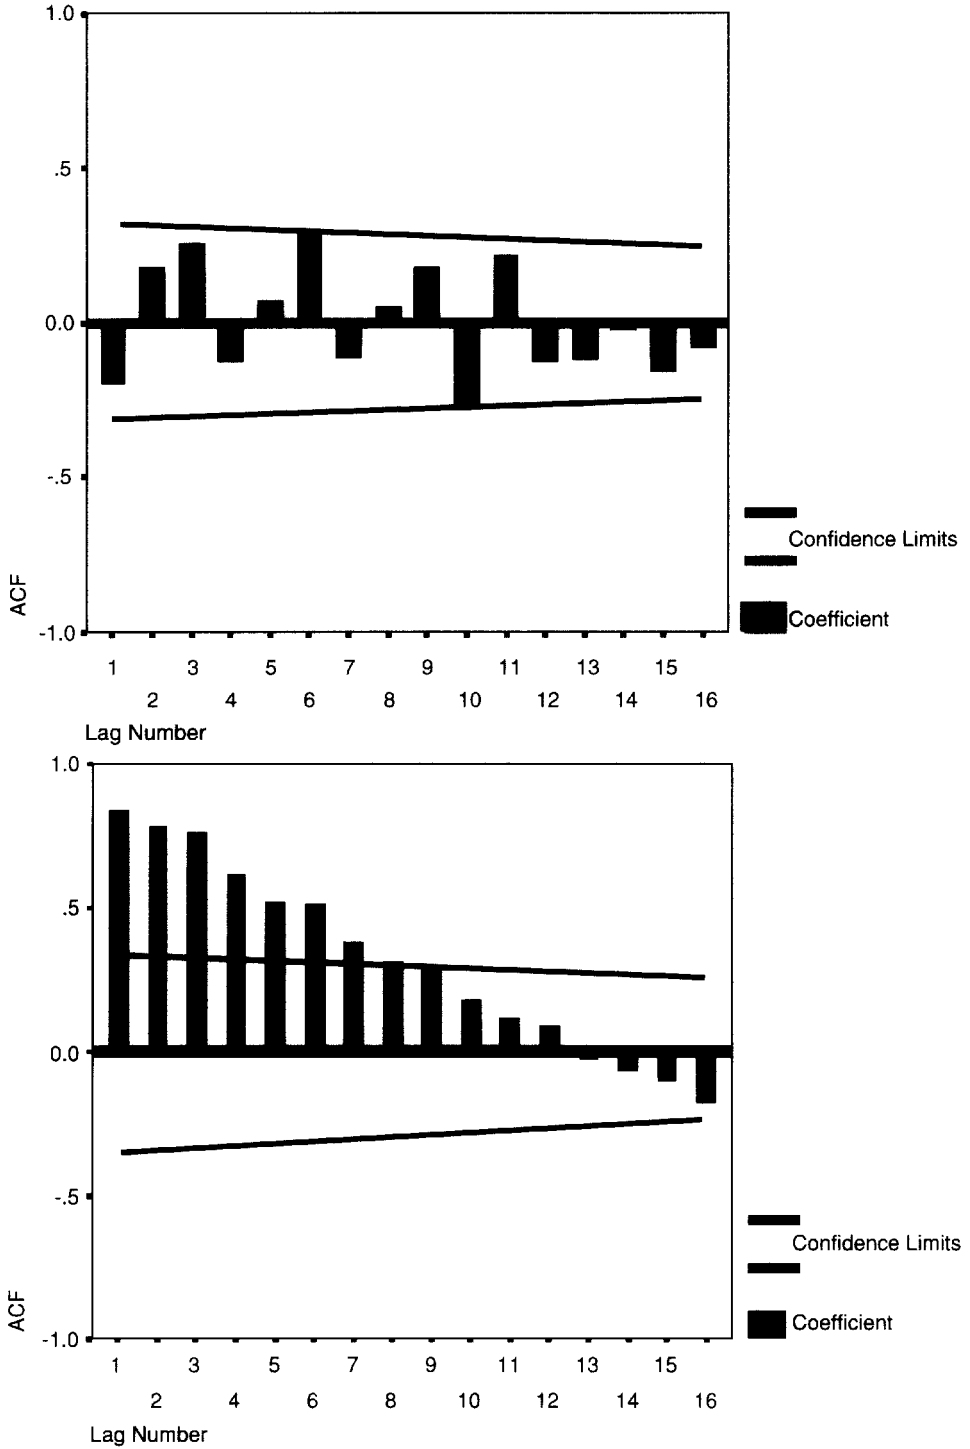 1.0
.5
0.0
-.5
-1.0
ACF
1 3 5 7 9 11 13 15
2 4 6 8 10 12 14 16
Lag Number
Confidence Limits
Coefficient
1.0
.5
0.0
-.5
-1.0
ACF
1 3 5 7 9 11 13 15
2 4 6 8 10 12 14 16
Lag Number
Confidence Limits
Coefficient